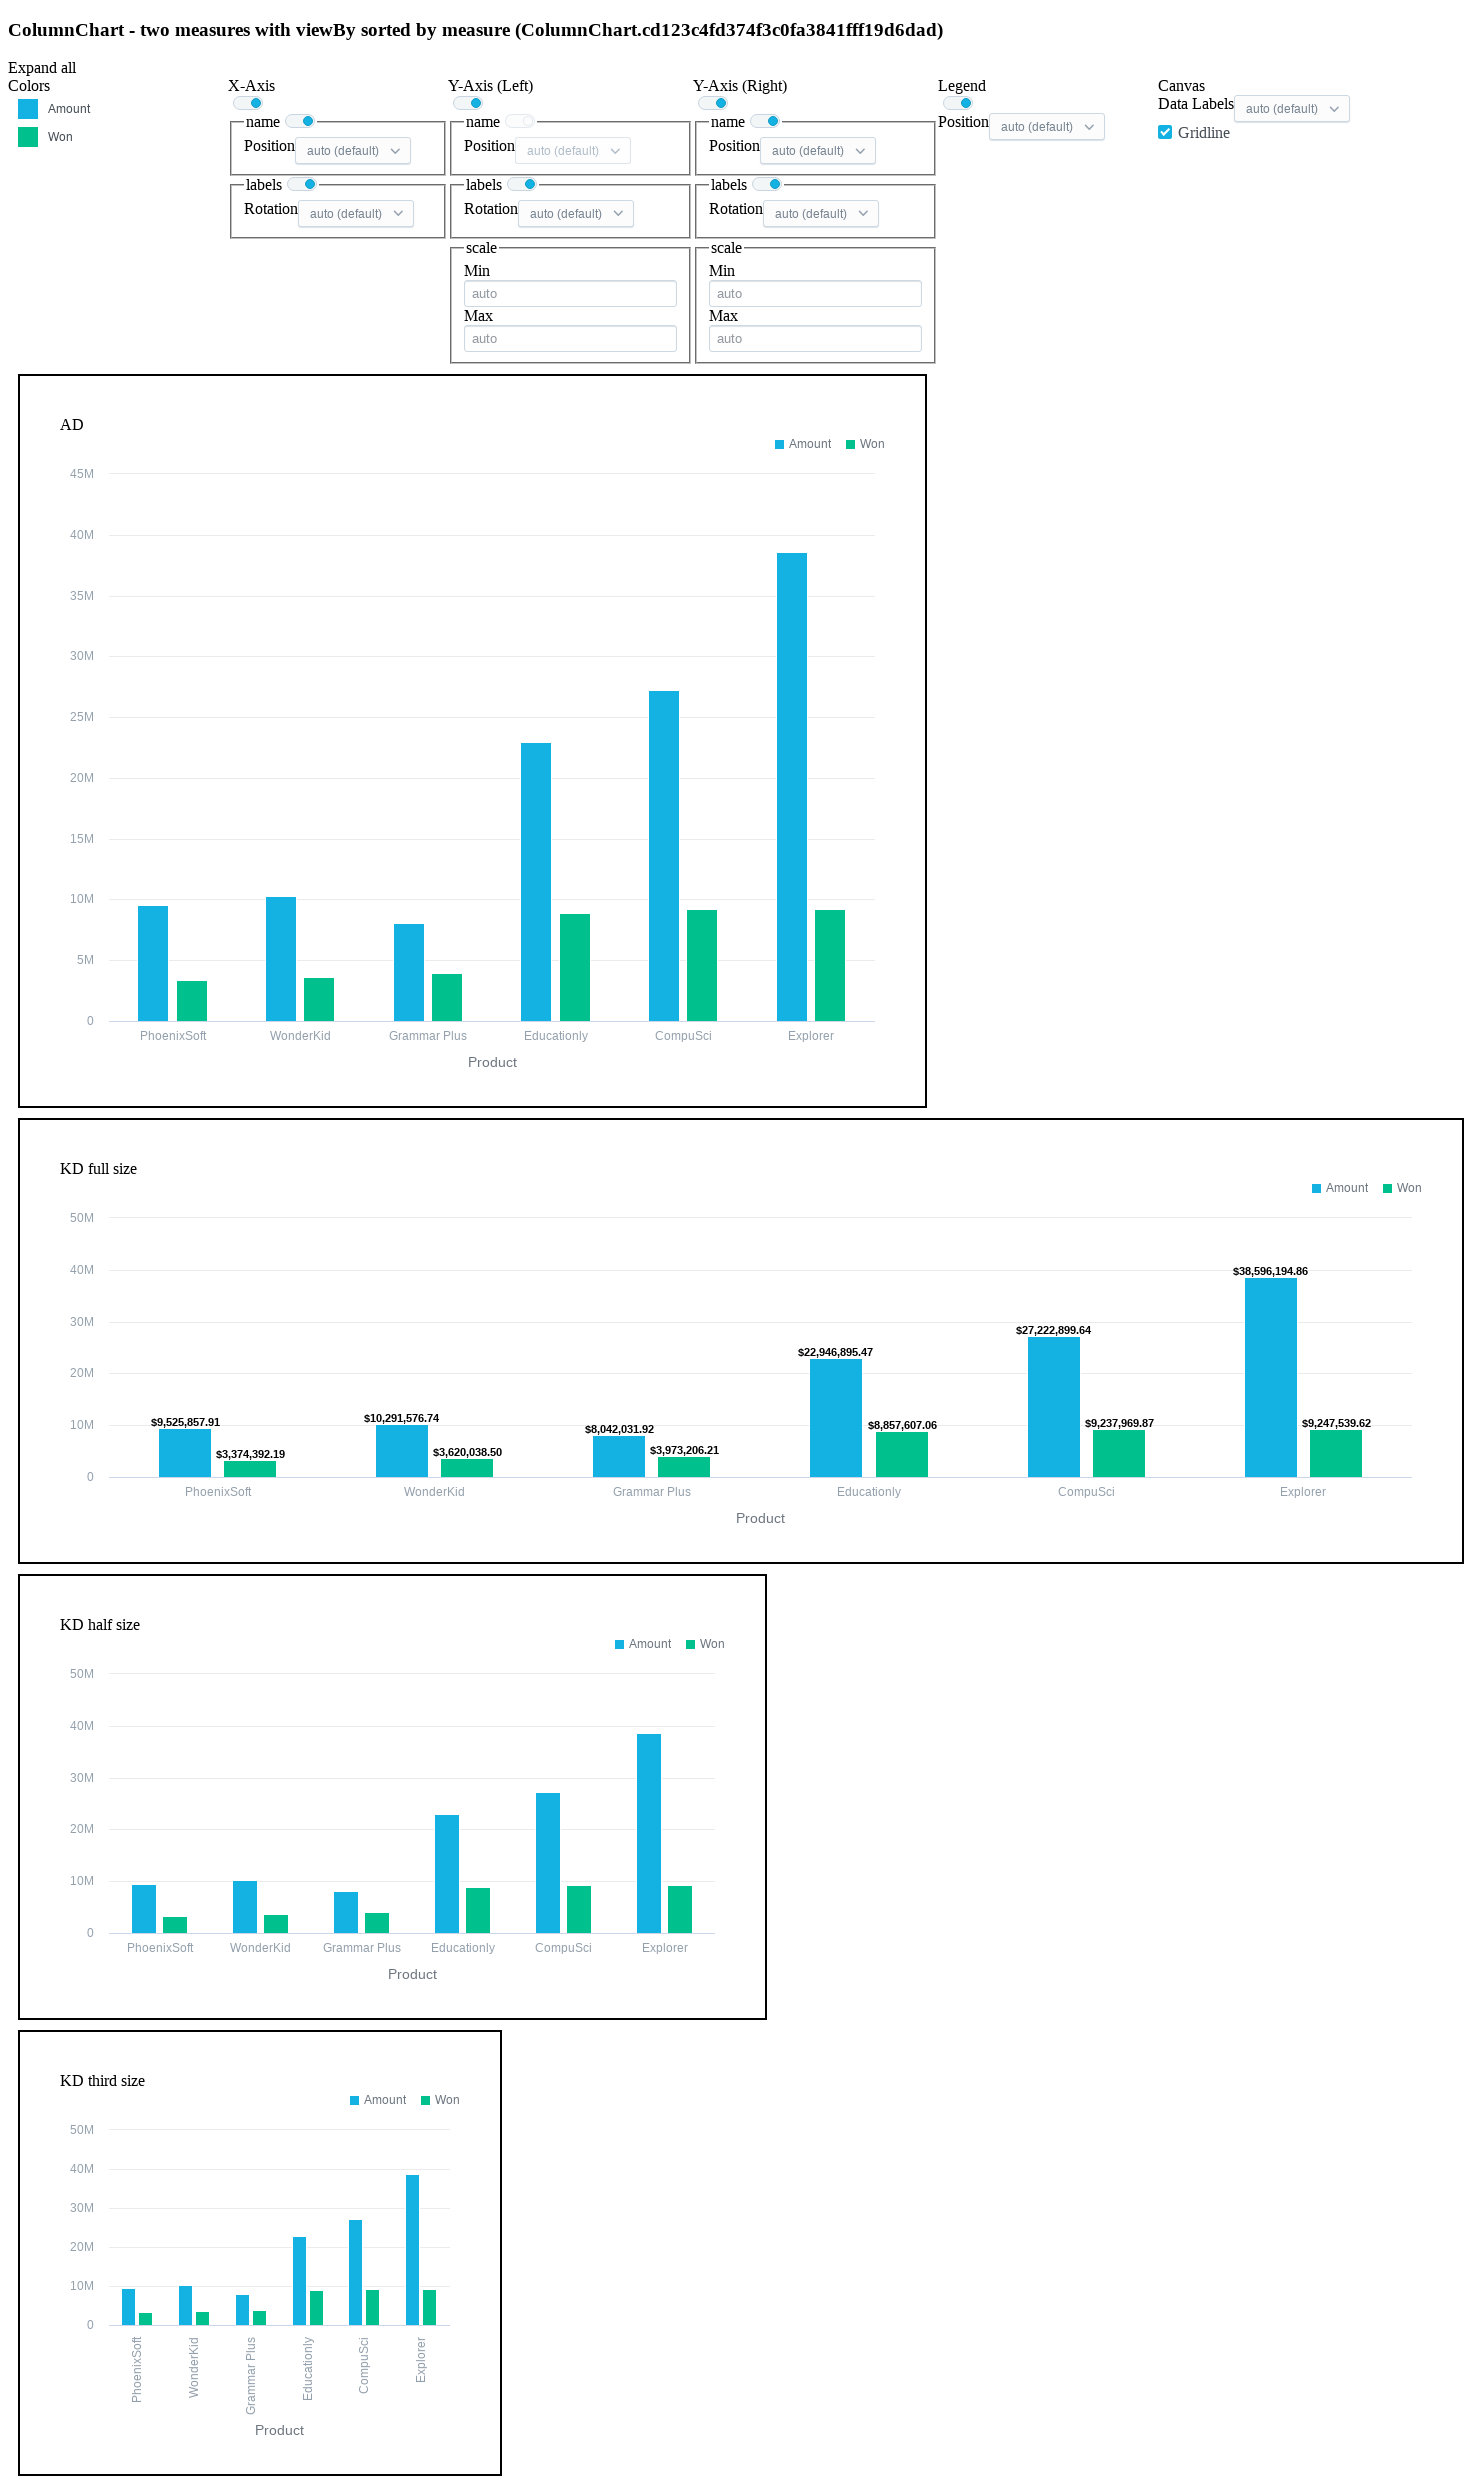 ColumnChart - two measures with viewBy sorted by measure (ColumnChart.cd123c4fd374f3c0fa3841fff19d6dad)
Expand all
Colors
Amount
Won
X-Axis
name
Position auto (default)
labels
Rotation auto (default)
Y-Axis (Left)
name
Position auto (default)
labels
Rotation auto (default)
scale
Min
auto
Max
auto
Y-Axis (Right)
name
Position auto (default)
labels
Rotation auto (default)
scale
Min
auto
Max
auto
Legend
Position auto (default)
Canvas
Data Labels auto (default)
Gridline
AD
Amount Won
45M
40M
35M
30M
25M
20M
15M
10M
5M
0
PhoenixSoft WonderKid Grammar Plus Educationly CompuSci Explorer
Product
KD full size
Amount Won
50M
40M
30M
20M
10M
0
$9,525,857.91 $10,291,576.74 $8,042,031.92 $22,946,895.47 $27,222,899.64 $38,596,194.86
$3,374,392.19 $3,620,038.50 $3,973,206.21 $8,857,607.06 $9,237,969.87 $9,247,539.62
PhoenixSoft WonderKid Grammar Plus Educationly CompuSci Explorer
Product
KD half size
Amount Won
50M
40M
30M
20M
10M
0
PhoenixSoft WonderKid Grammar Plus Educationly CompuSci Explorer
Product
KD third size
Amount Won
50M
40M
30M
20M
10M
0
PhoenixSoft WonderKid Grammar Plus Educationly CompuSci Explorer
Product